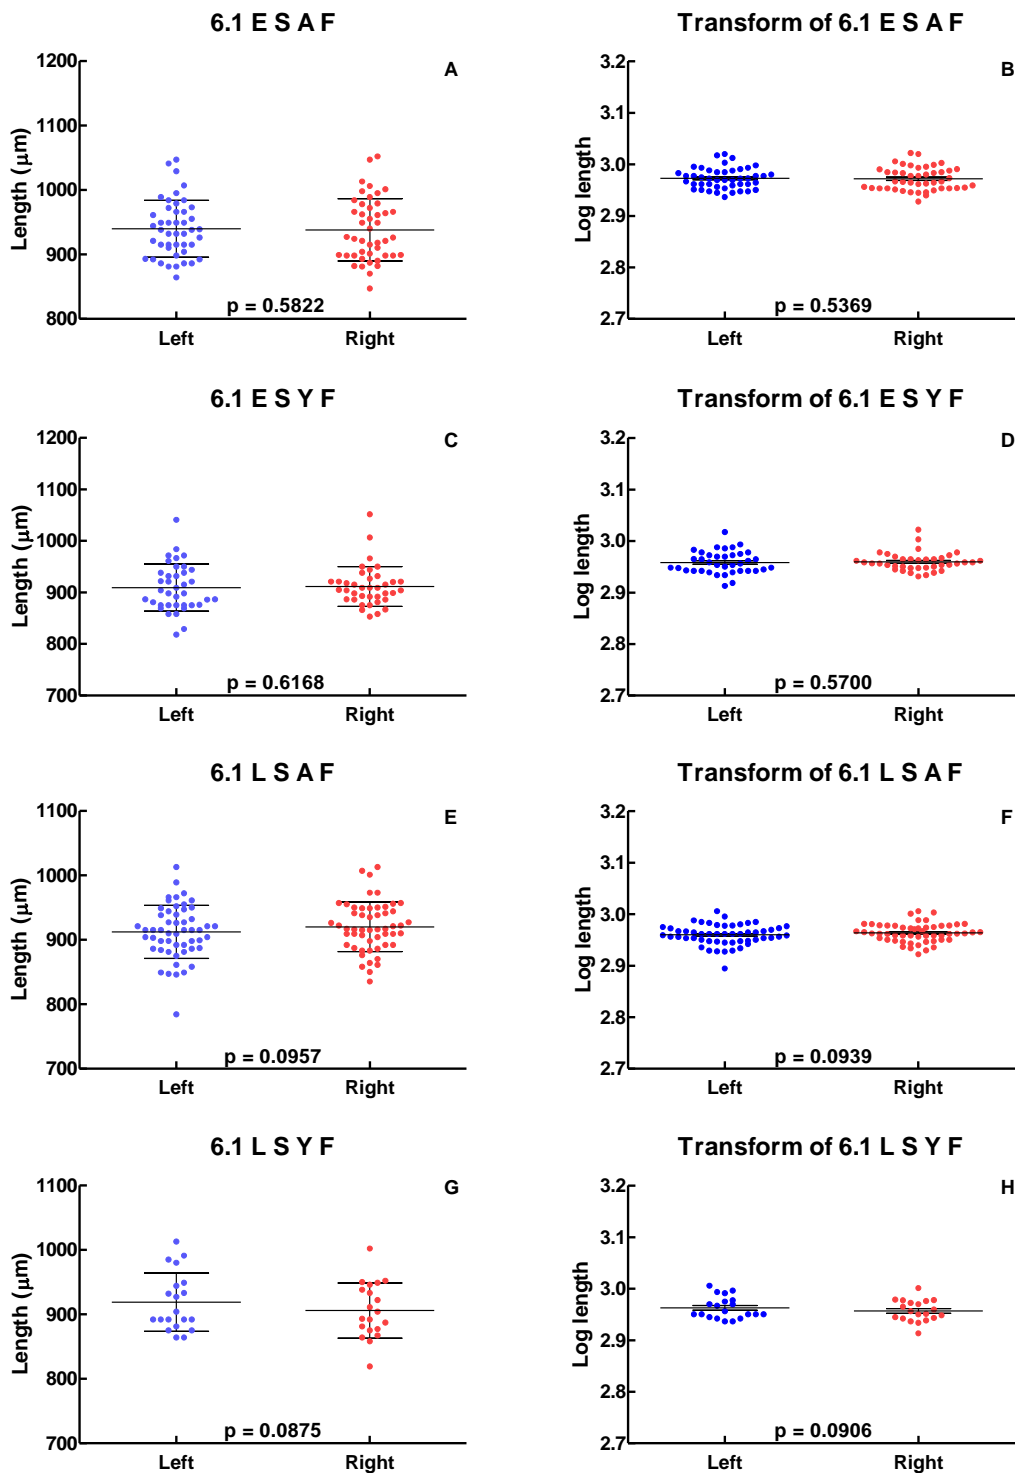 6.1 E S A F
Transform of 6.1 E S A F
A
B
Length (μm)
1200
1100
1000
900
800
p = 0.5822
Left
Right
Log length
3.2
3.1
3.0
2.9
2.8
2.7
p = 0.5369
Left
Right
6.1 E S Y F
Transform of 6.1 E S Y F
C
D
Length (μm)
1200
1100
1000
900
800
700
p = 0.6168
Left
Right
Log length
3.2
3.1
3.0
2.9
2.8
2.7
p = 0.5700
Left
Right
6.1 L S A F
Transform of 6.1 L S A F
E
F
Length (μm)
1100
1000
900
800
700
p = 0.0957
Left
Right
Log length
3.2
3.1
3.0
2.9
2.8
2.7
p = 0.0939
Left
Right
6.1 L S Y F
Transform of 6.1 L S Y F
G
H
Length (μm)
1100
1000
900
800
700
p = 0.0875
Left
Right
Log length
3.2
3.1
3.0
2.9
2.8
2.7
p = 0.0906
Left
Right